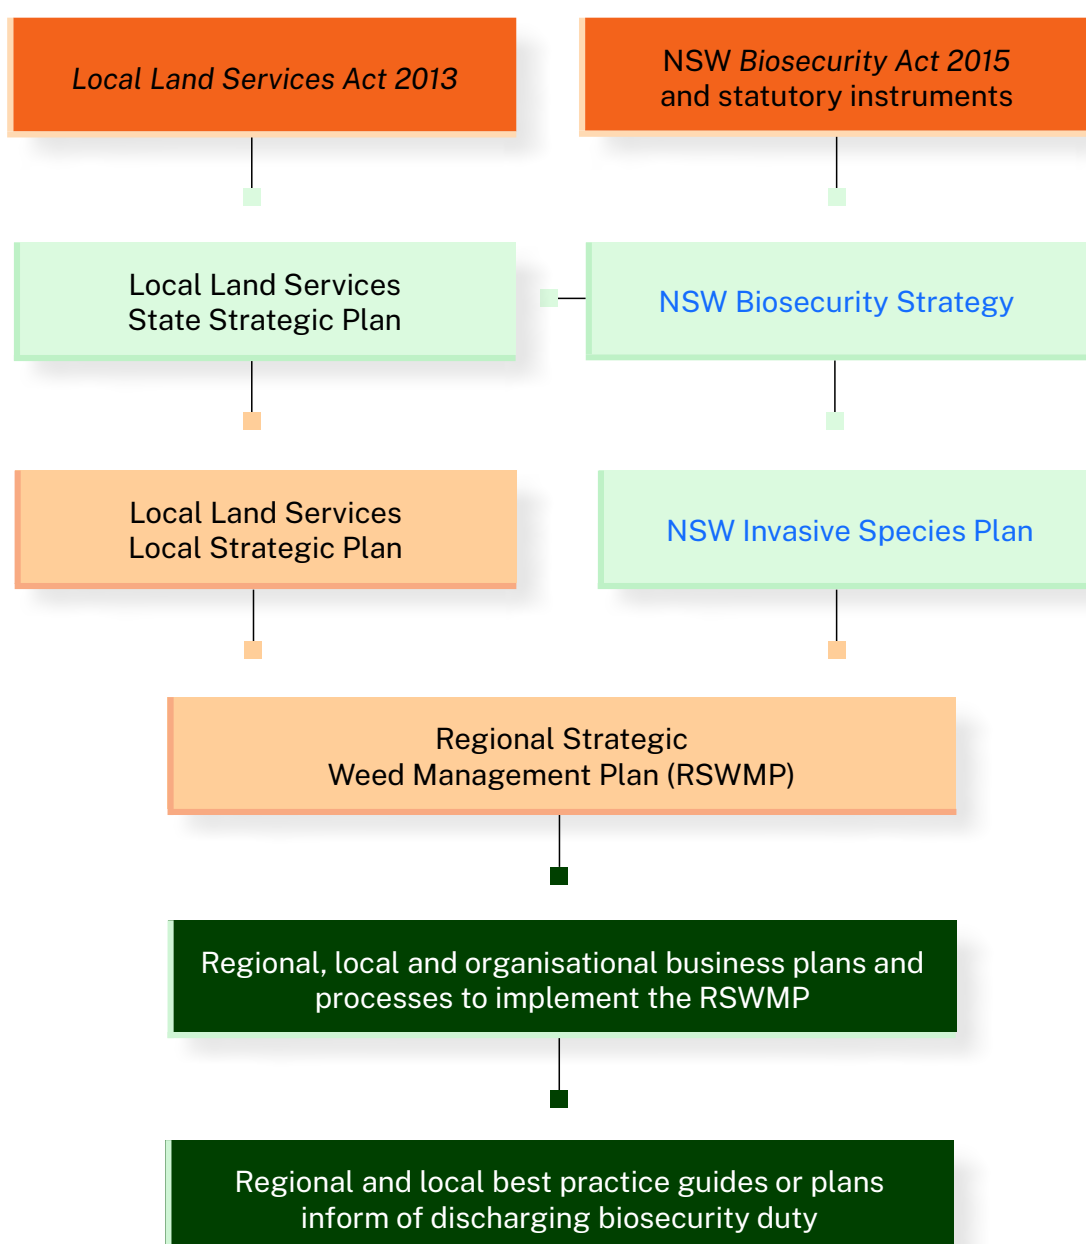 Local Land Services Act 2013
NSW Biosecurity Act 2015
and statutory instruments
Local Land Services
State Strategic Plan
NSW Biosecurity Strategy
Local Land Services
Local Strategic Plan
NSW Invasive Species Plan
Regional Strategic
Weed Management Plan (RSWMP)
Regional, local and organisational business plans and
processes to implement the RSWMP
Regional and local best practice guides or plans
inform of discharging biosecurity duty